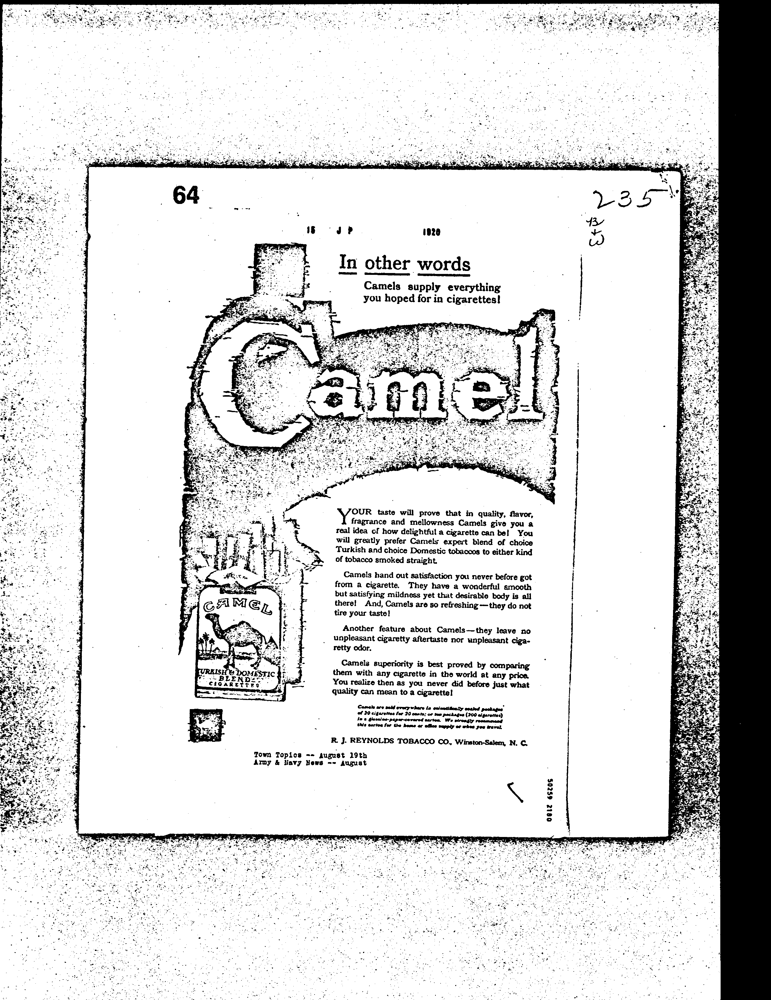 64
235
B
+
W
15 J P 1920
In other words
Camels supply everything
you hoped for in cigarettes!
Camel
YOUR taste will prove that in quality, flavor,
fragrance and mellowness Camels give you a
real idea of how delightful a cigarette can be! You
will greatly prefer Camels expert blend of choice
Turkish and choice Domestic tobaccos to either kind
of tobacco smoked straight.
Camels hand out satisfaction you never before got
from a cigarette. They have a wonderful smooth
but satisfying mildness yet that desirable body is all
there! And, Camels are so refreshing—they do not
tire your taste!
Another feature about Camels—they leave no
unpleasant cigaretty aftertaste nor unpleasant ciga-
retty odor.
Camels superiority is best proved by comparing
them with any cigarette in the world at any price.
You realize then as you never did before just what
quality can mean to a cigarette!
CAMEL
TURKISH & DOMESTIC
BLEND
CIGARETTES
Camels are sold everywhere in scientifically sealed packages
of 20 cigarettes for 20 cents; or ten packages (200 cigarettes)
in a glassine-paper-covered carton. We strongly recommend
this carton for the home or office supply or when you travel.
R. J. REYNOLDS TOBACCO CO., Winston-Salem, N. C.
Town Topics -- August 19th
Army & Navy News -- August
50259 2180